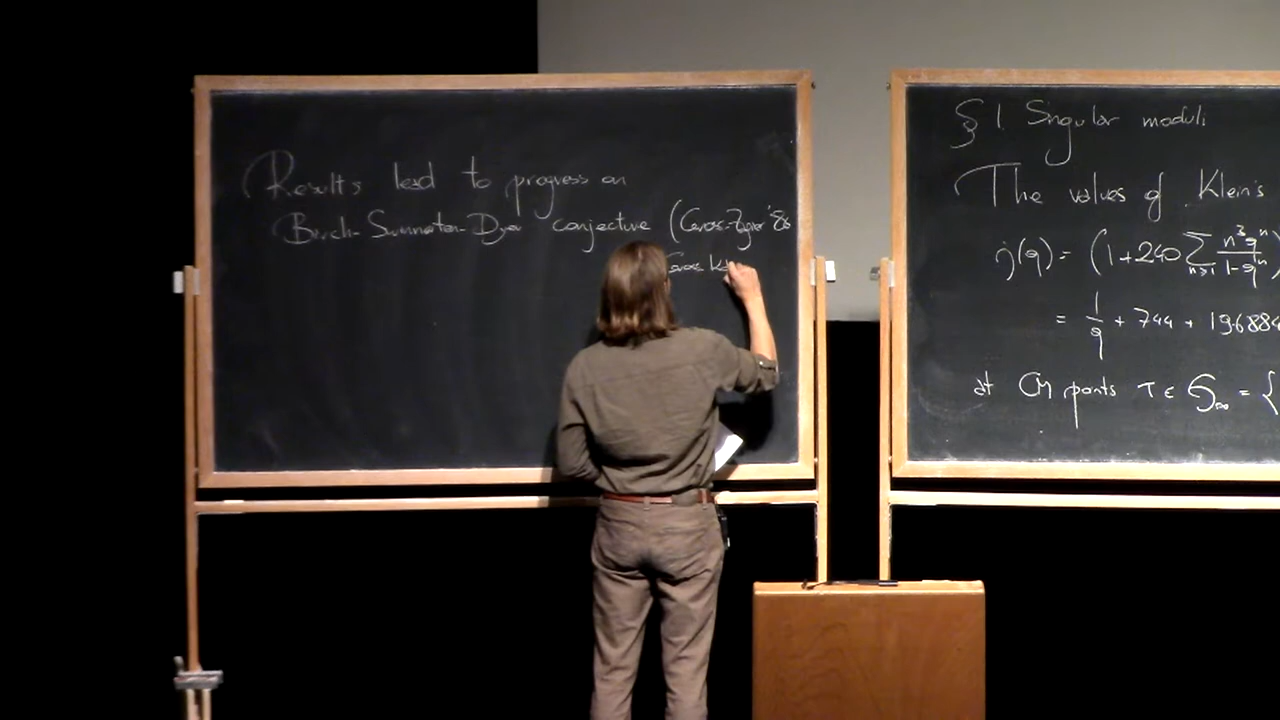 Results lead to progress on
Birch-Swinnerton-Dyer conjecture (Gross-Zagier '86
Gross
§ 1. Singular moduli
The values of Klein's
j(q) = (1+240 ∑ n≥1 n³qⁿ/1-qⁿ)
= 1/q + 744 + 196884
at CM points τ ∈ ℌ = {